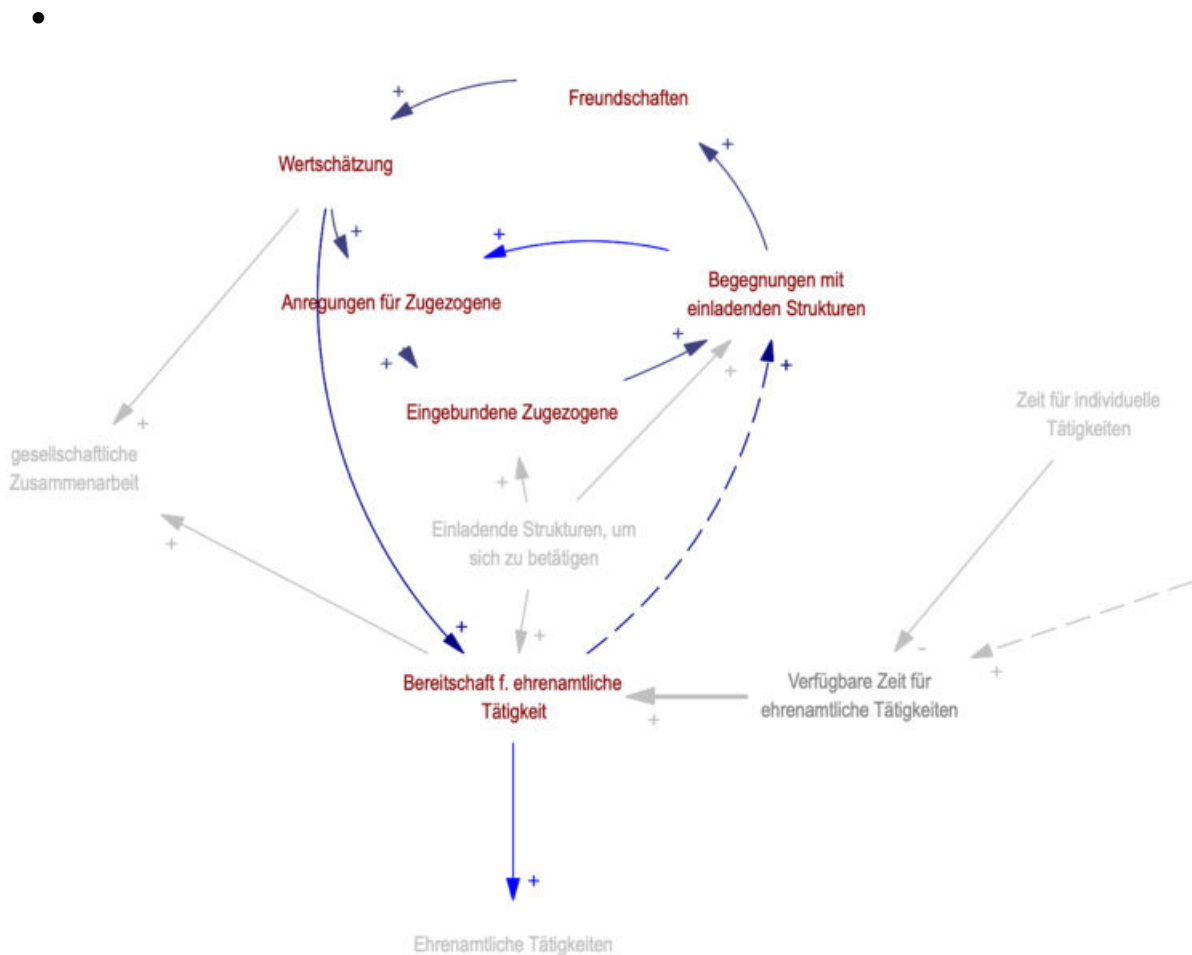 •
+
Freundschaften
+
Wertschätzung
+
+
Begegnungen mit
einladenden Strukturen
Anregungen für Zugezogene
+
+
+
+
Eingebundene Zugezogene
Zeit für individuelle
Tätigkeiten
+
gesellschaftliche
Zusammenarbeit
+
Einladende Strukturen, um
sich zu betätigen
+
+
+
-
+
Bereitschaft f. ehrenamtliche
Tätigkeit
Verfügbare Zeit für
ehrenamtliche Tätigkeiten
+
+
Ehrenamtliche Tätigkeiten